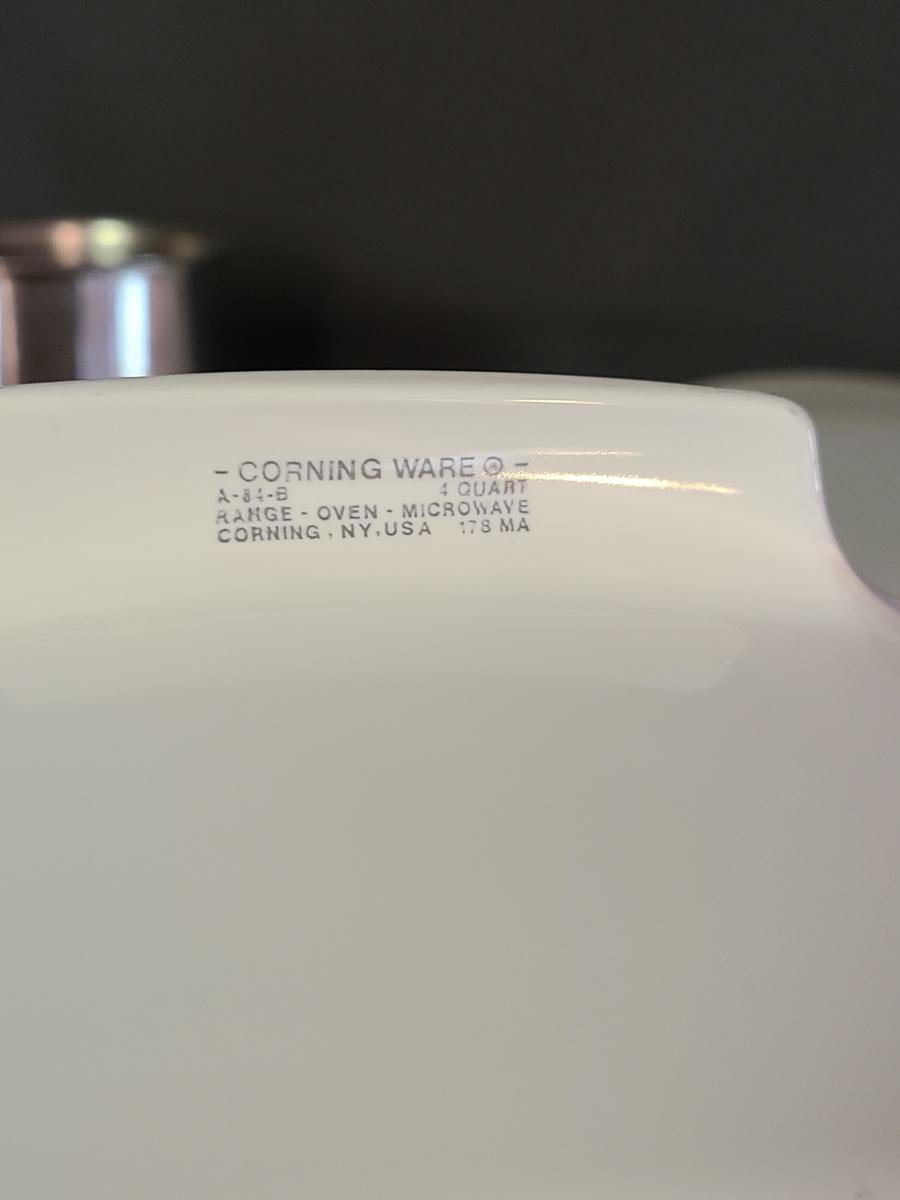 - CORNING WARE ® -
A-84-B 4 QUART
RANGE - OVEN - MICROWAVE
CORNING , NY, USA 178 MA